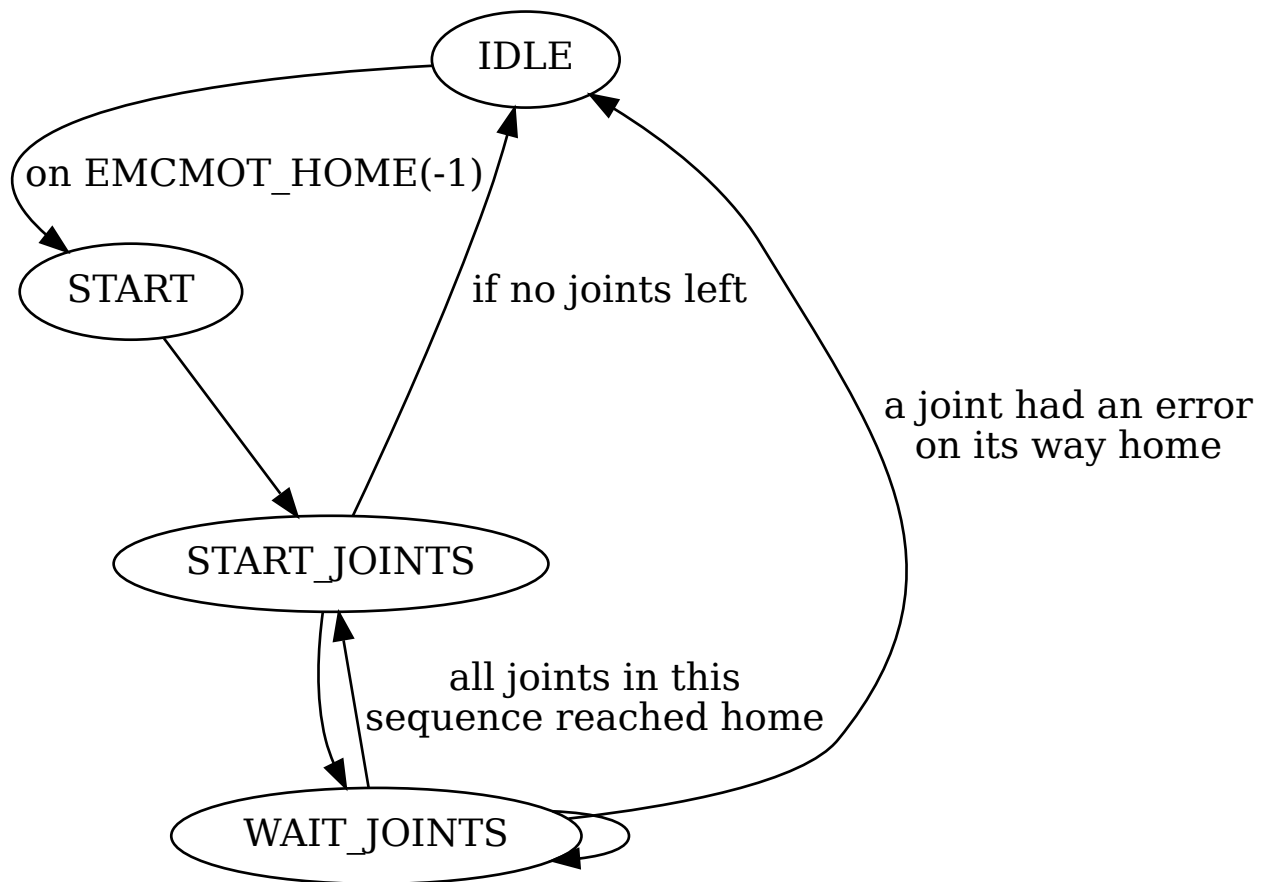 IDLE
on EMCMOT_HOME(-1)
START
if no joints left
a joint had an error
on its way home
START_JOINTS
all joints in this
sequence reached home
WAIT_JOINTS